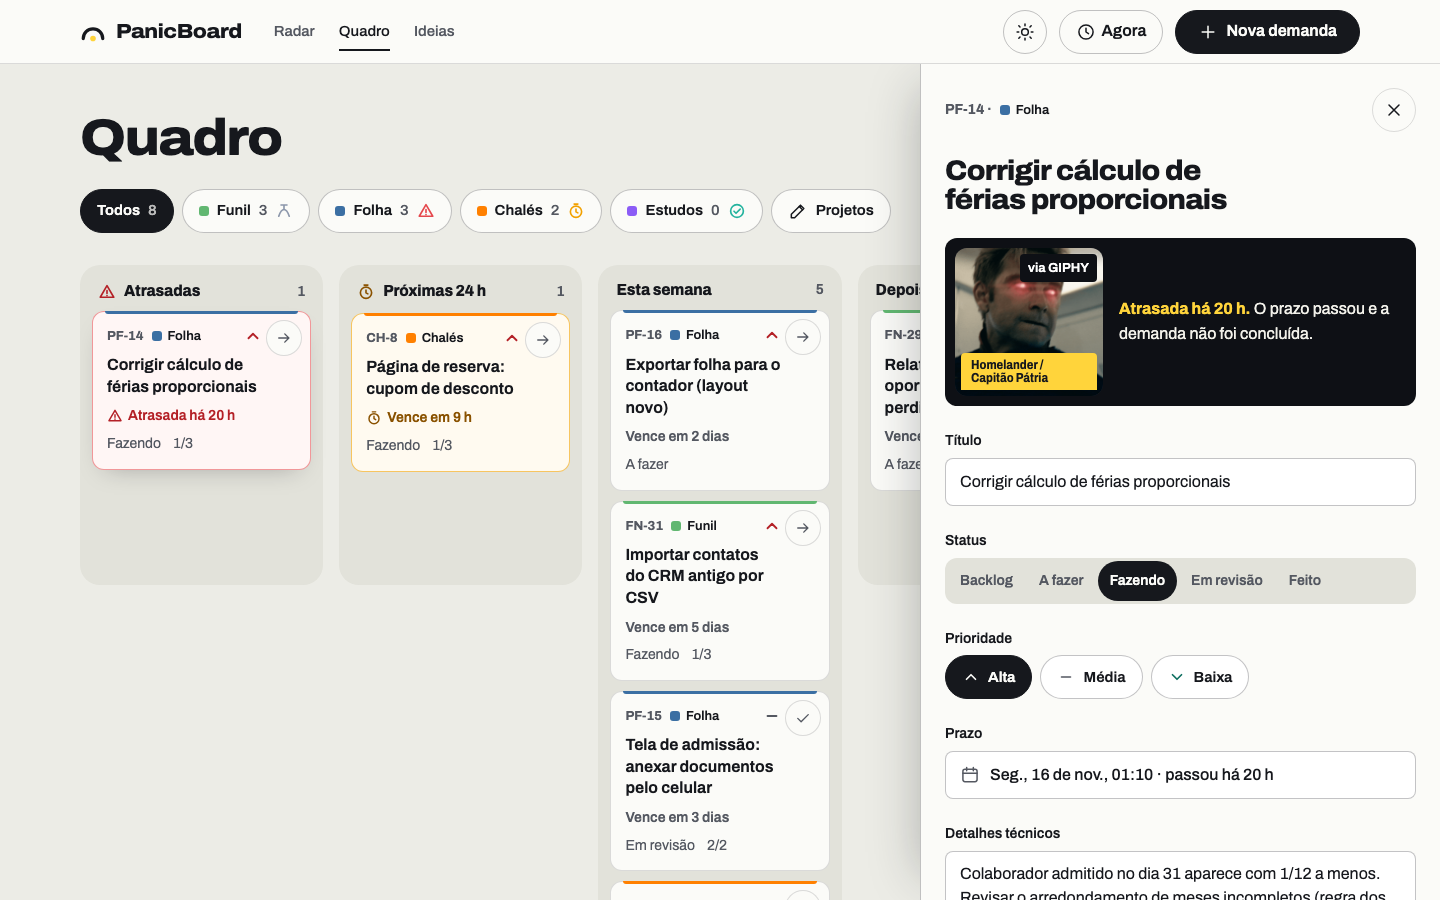 PanicBoard
Radar
Quadro
Ideias
Agora
Nova demanda
Quadro
Todos 8
Funil 3
Folha 3
Chalés 2
Estudos 0
Projetos
Atrasadas 1
PF-14 Folha
Corrigir cálculo de
férias proporcionais
Atrasada há 20 h
Fazendo 1/3
Próximas 24 h 1
CH-8 Chalés
Página de reserva:
cupom de desconto
Vence em 9 h
Fazendo 1/3
Esta semana 5
PF-16 Folha
Exportar folha para o
contador (layout
novo)
Vence em 2 dias
A fazer
FN-31 Funil
Importar contatos
do CRM antigo por
CSV
Vence em 5 dias
Fazendo 1/3
PF-15 Folha
Tela de admissão:
anexar documentos
pelo celular
Vence em 3 dias
Em revisão 2/2
PF-14 · Folha
Corrigir cálculo de
férias proporcionais
via GIPHY
Homelander /
Capitão Pátria
Atrasada há 20 h. O prazo passou e a
demanda não foi concluída.
Título
Corrigir cálculo de férias proporcionais
Status
Backlog
A fazer
Fazendo
Em revisão
Feito
Prioridade
Alta
Média
Baixa
Prazo
Seg., 16 de nov., 01:10 · passou há 20 h
Detalhes técnicos
Colaborador admitido no dia 31 aparece com 1/12 a menos.
Revisar o arredondamento de meses incompletos (regra dos